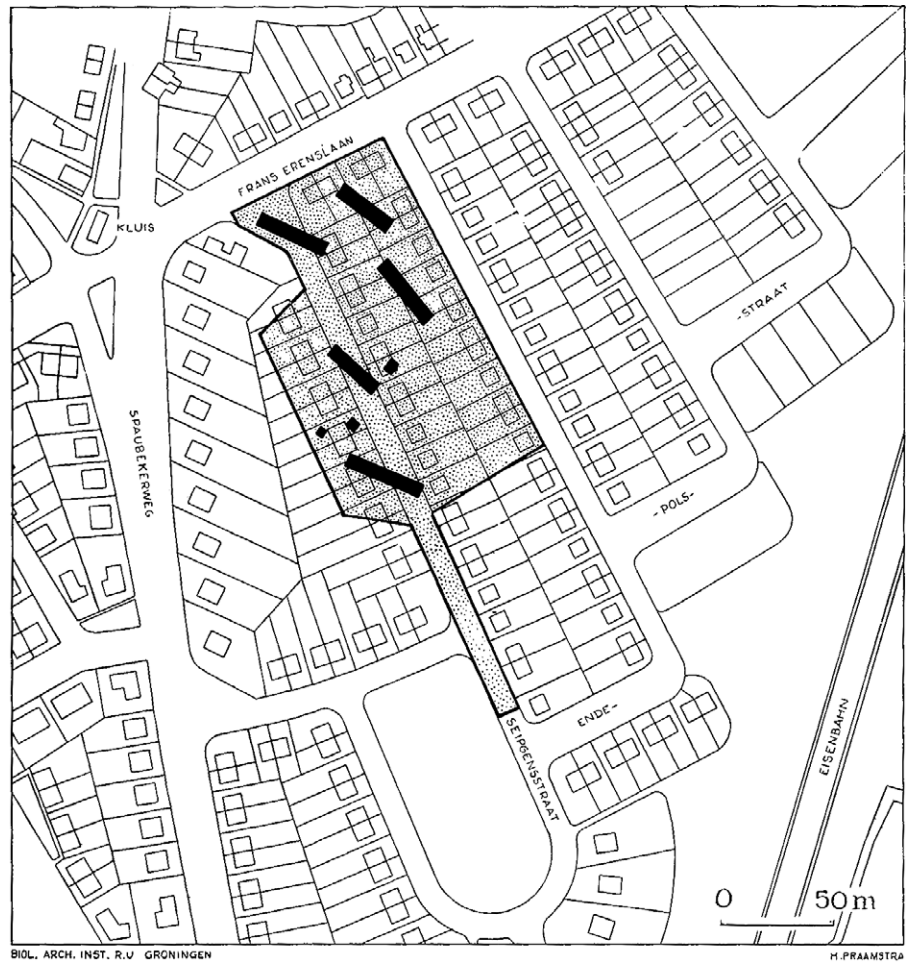 FRANS ERENSLAAN
KLUIS
-STRAAT
SPAUBEKERWEG
-POLS-
ENDE-
SEIPGENSSTRAAT
EISENBAHN
0 50m
BIOL. ARCH. INST. R.U GRONINGEN
H.PRAAMSTRA